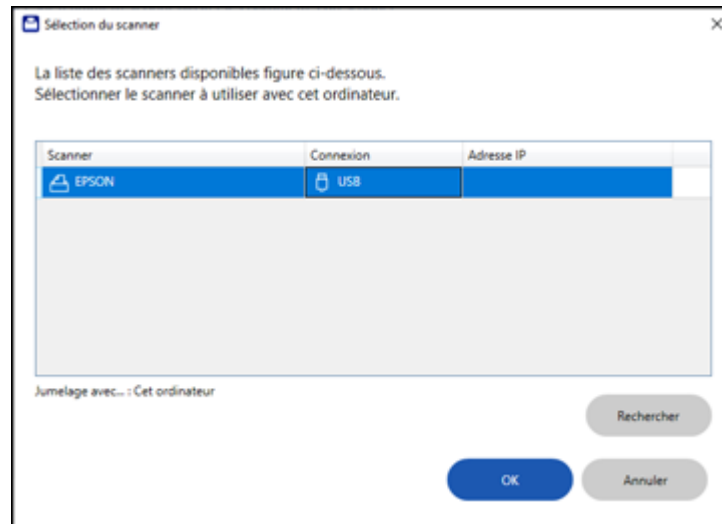 Sélection du scanner
La liste des scanners disponibles figure ci-dessous.
Sélectionner le scanner à utiliser avec cet ordinateur.
Scanner Connexion Adresse IP
EPSON USB
Jumelage avec... : Cet ordinateur
Rechercher
OK Annuler